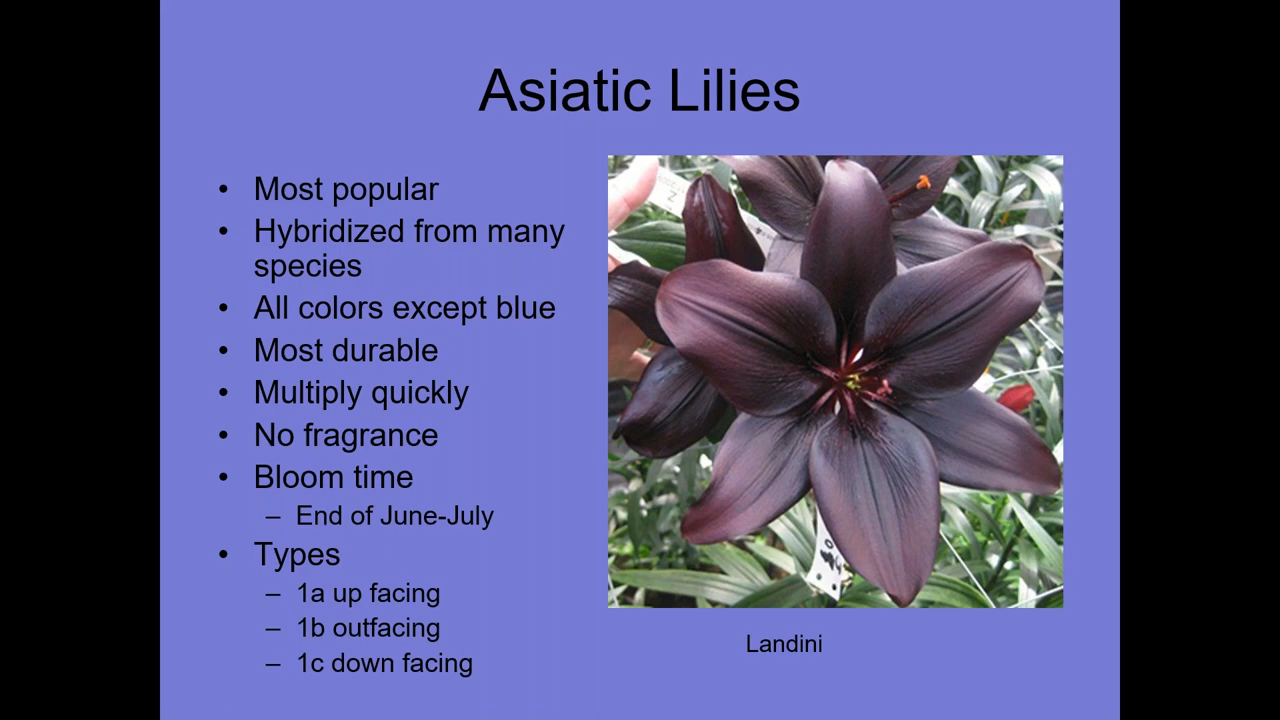 Asiatic Lilies
• Most popular
• Hybridized from many
species
• All colors except blue
• Most durable
• Multiply quickly
• No fragrance
• Bloom time
– End of June-July
• Types
– 1a up facing
– 1b outfacing
– 1c down facing
Landini